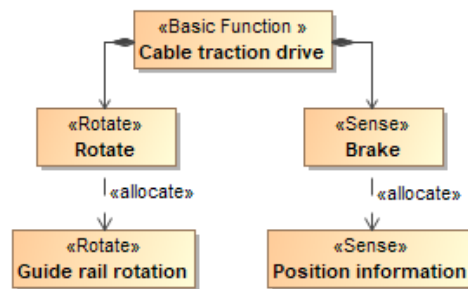 «Basic Function »
Cable traction drive
«Rotate»
Rotate
«Sense»
Brake
«allocate»
«allocate»
«Rotate»
Guide rail rotation
«Sense»
Position information